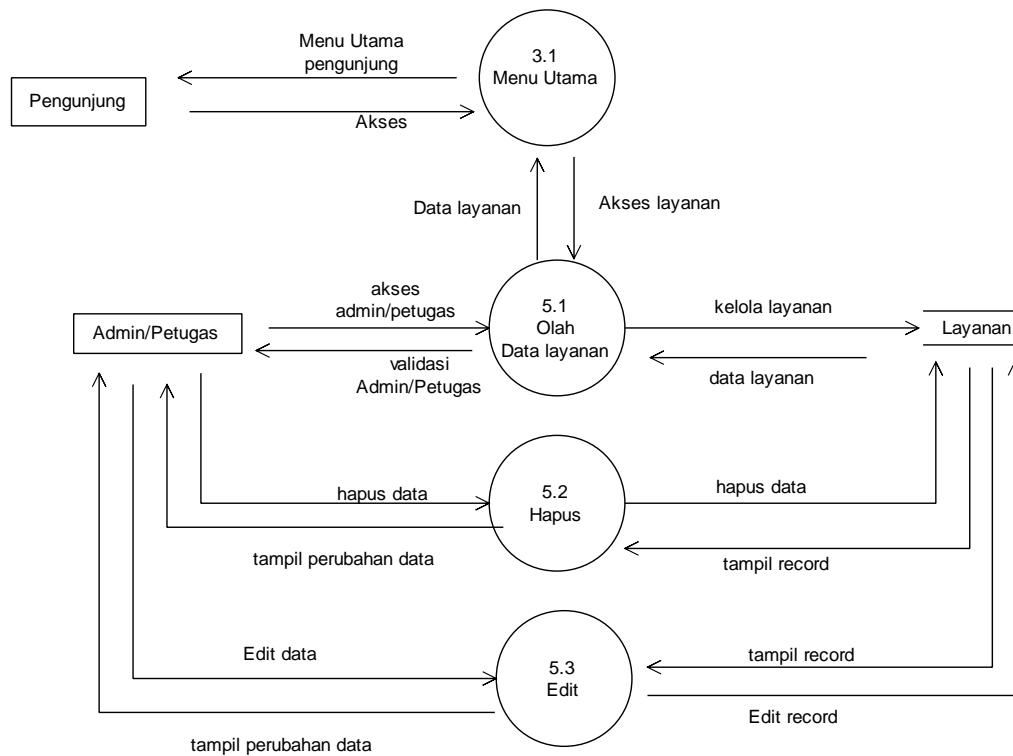 Menu Utama
pengunjung
3.1
Menu Utama
Pengunjung
Akses
Data layanan
Akses layanan
akses
admin/petugas
5.1
Olah
Data layanan
kelola layanan
Admin/Petugas
Layanan
validasi
Admin/Petugas
data layanan
hapus data
5.2
Hapus
hapus data
tampil perubahan data
tampil record
Edit data
5.3
Edit
tampil record
Edit record
tampil perubahan data